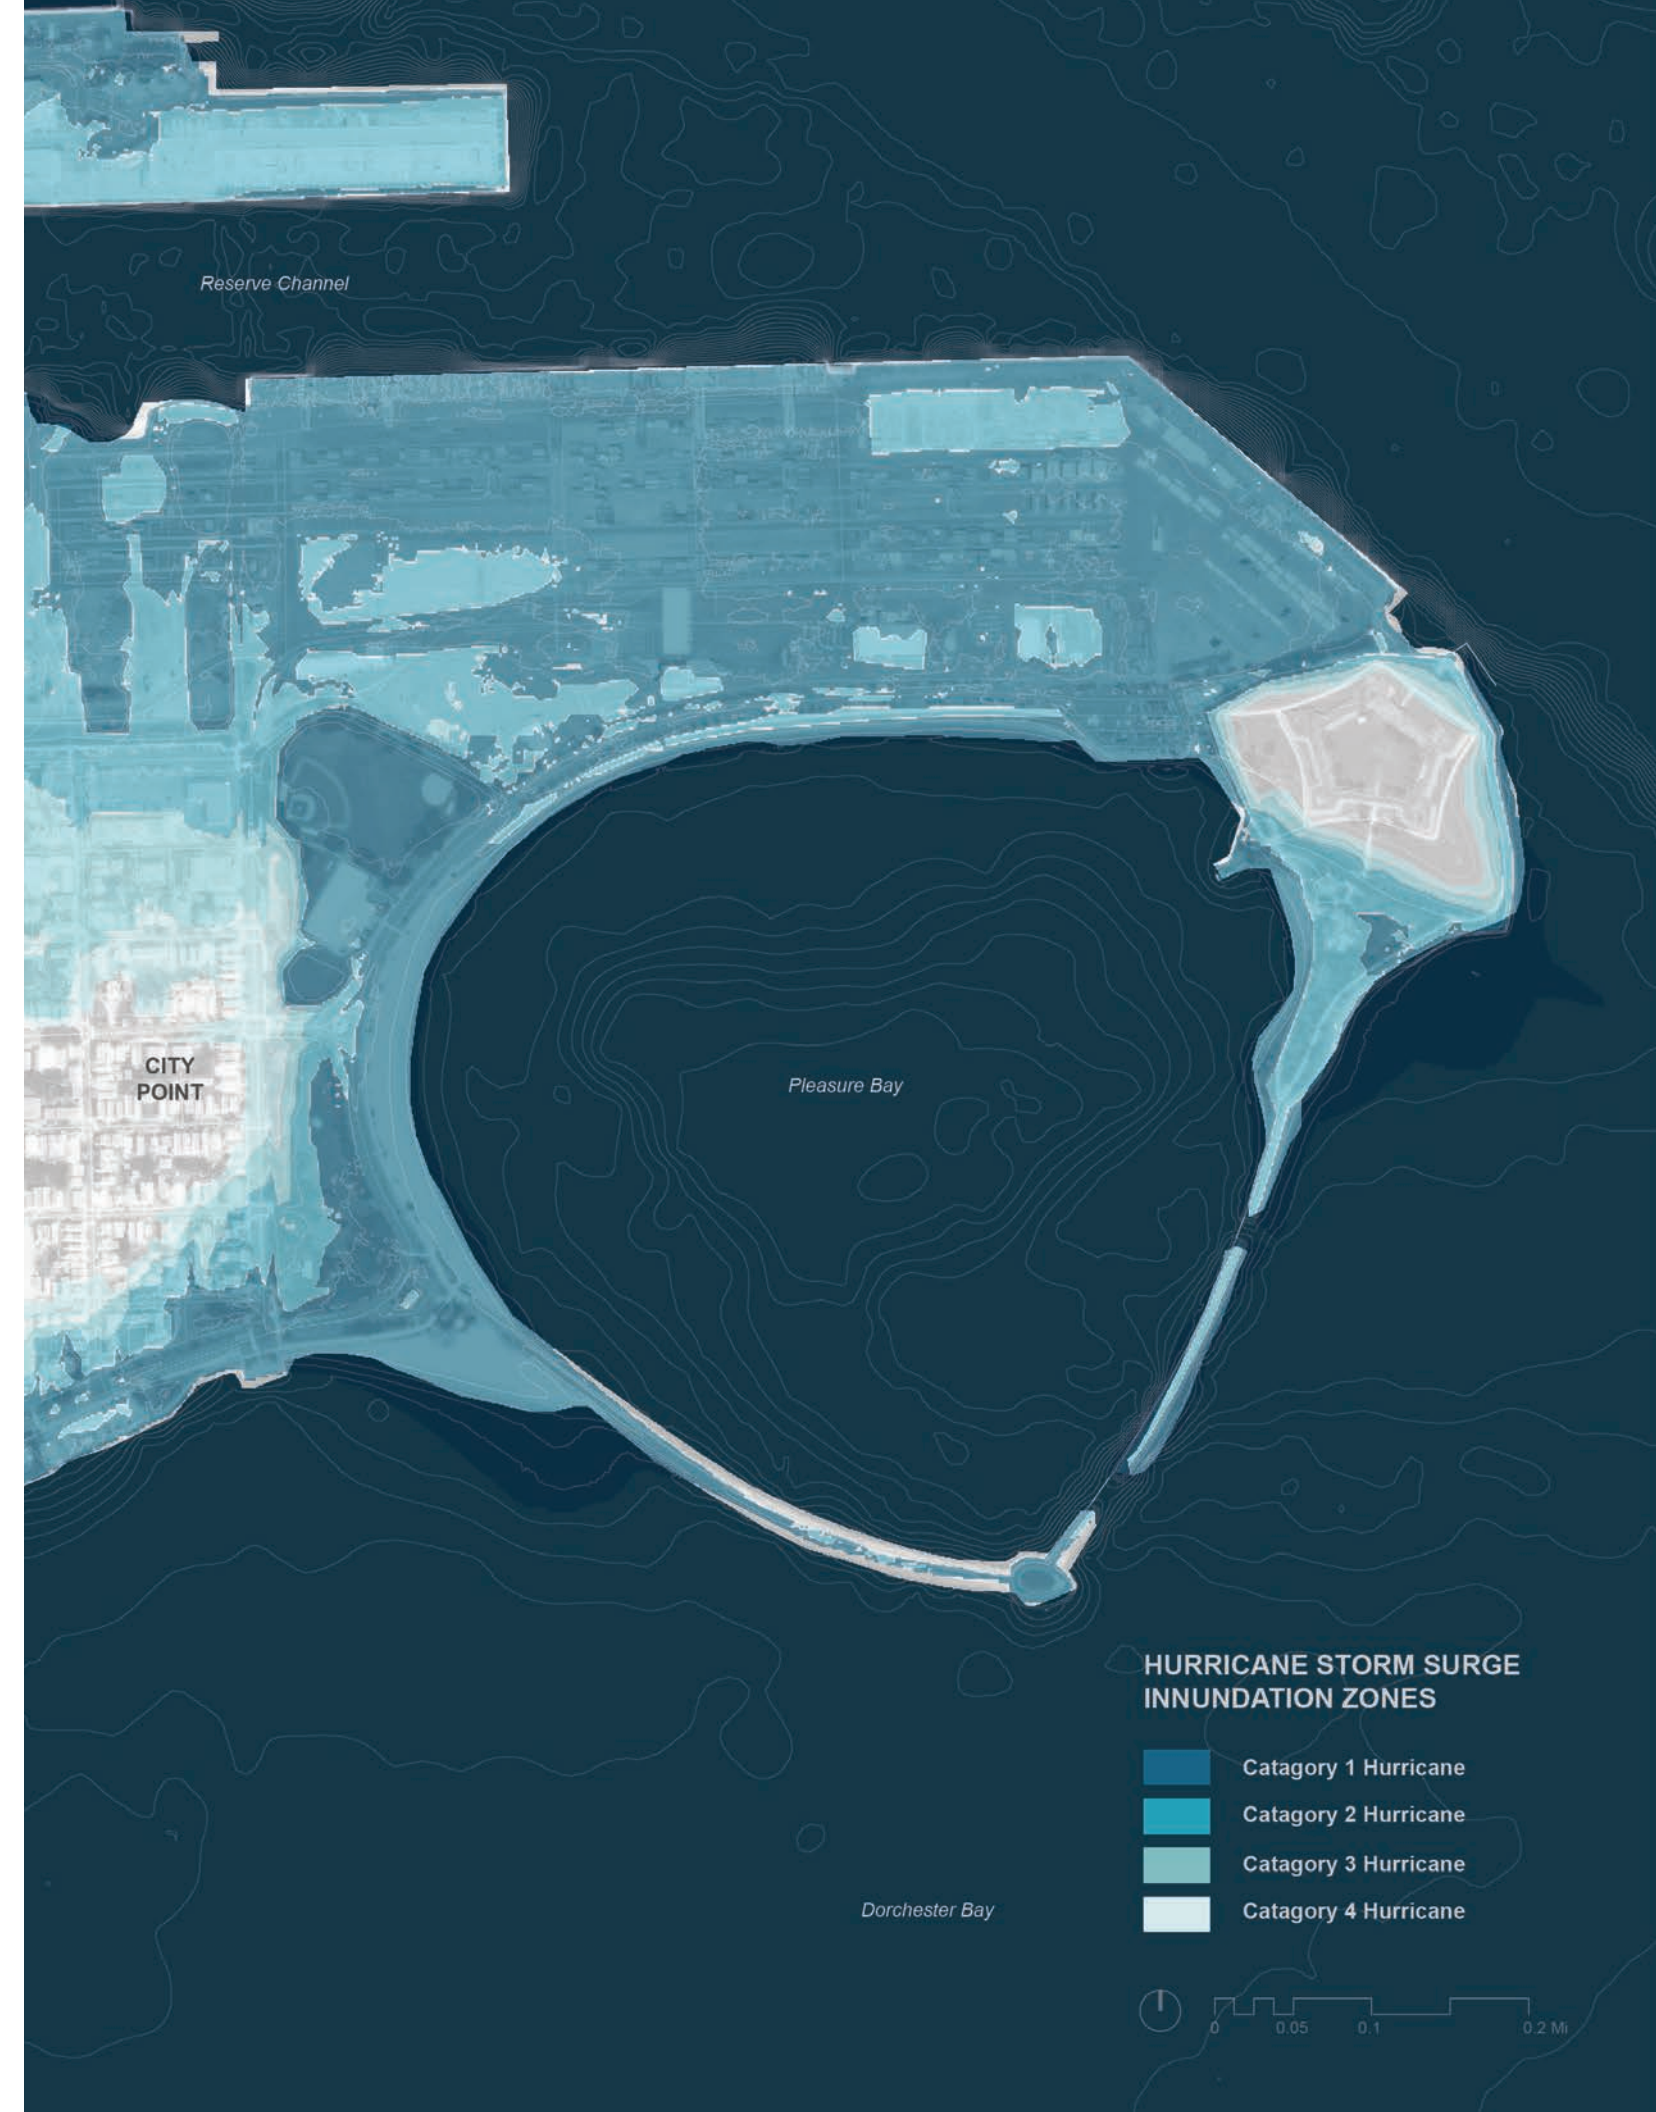 Reserve Channel
CITY
POINT
Pleasure Bay
HURRICANE STORM SURGE
INNUNDATION ZONES
Catagory 1 Hurricane
Catagory 2 Hurricane
Catagory 3 Hurricane
Catagory 4 Hurricane
Dorchester Bay
0 0.05 0.1 0.2 Mi